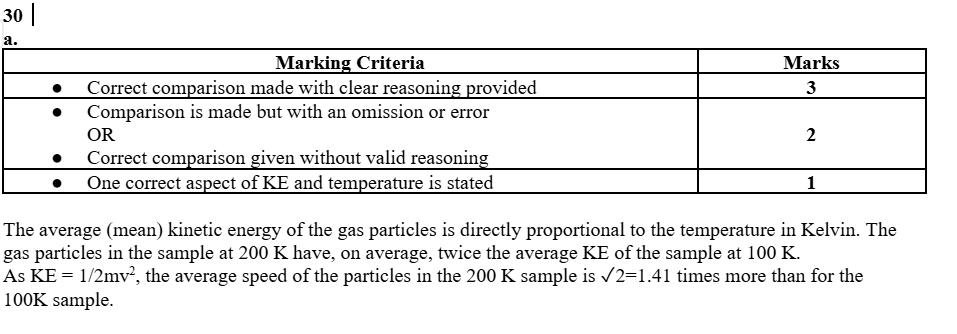 30
a.
Marking Criteria Marks
● Correct comparison made with clear reasoning provided 3
● Comparison is made but with an omission or error
OR 2
● Correct comparison given without valid reasoning
● One correct aspect of KE and temperature is stated 1
The average (mean) kinetic energy of the gas particles is directly proportional to the temperature in Kelvin. The
gas particles in the sample at 200 K have, on average, twice the average KE of the sample at 100 K.
As KE = 1/2mv², the average speed of the particles in the 200 K sample is ✓2=1.41 times more than for the
100K sample.